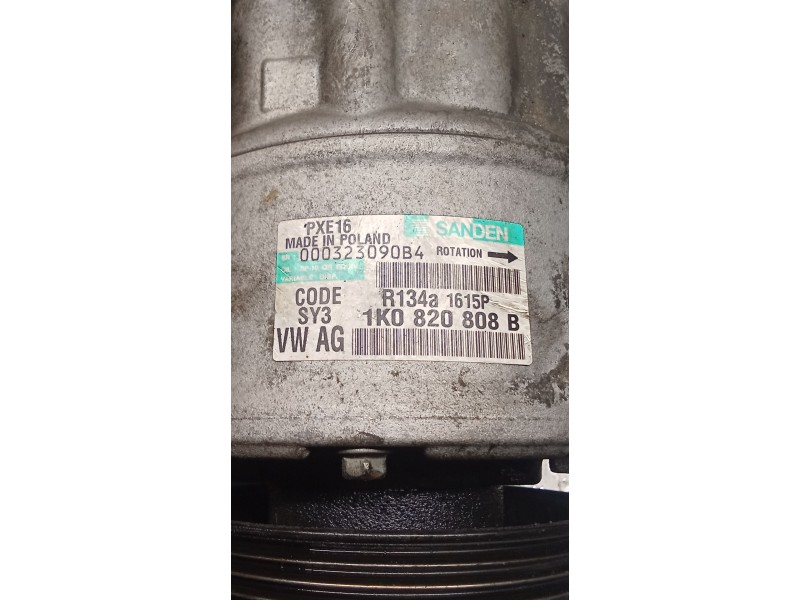 PXE16
SANDEN
MADE IN POLAND
000323090B4
ROTATION
CODE
R134a 1615P
SY3
1K0 820 808 B
VW AG